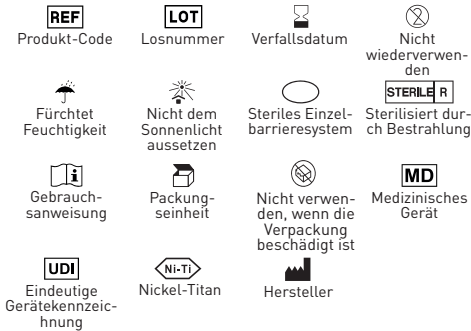 REF LOT
Produkt-Code Losnummer Verfallsdatum Nicht
wiederverwen-
den
2
STERILE R
Fürchtet
Feuchtigkeit
Nicht dem
Sonnenlicht
aussetzen
Steriles Einzel-
barrieresystem
Sterilisiert dur-
ch Bestrahlung
i
MD
Gebrauch-
sanweisung
Packung-
seinheit
Nicht verwen-
den, wenn die
Verpackung
beschädigt ist
Medizinisches
Gerät
UDI Ni-Ti
Eindeutige
Gerätekennzeic-
hnung
Nickel-Titan
Hersteller